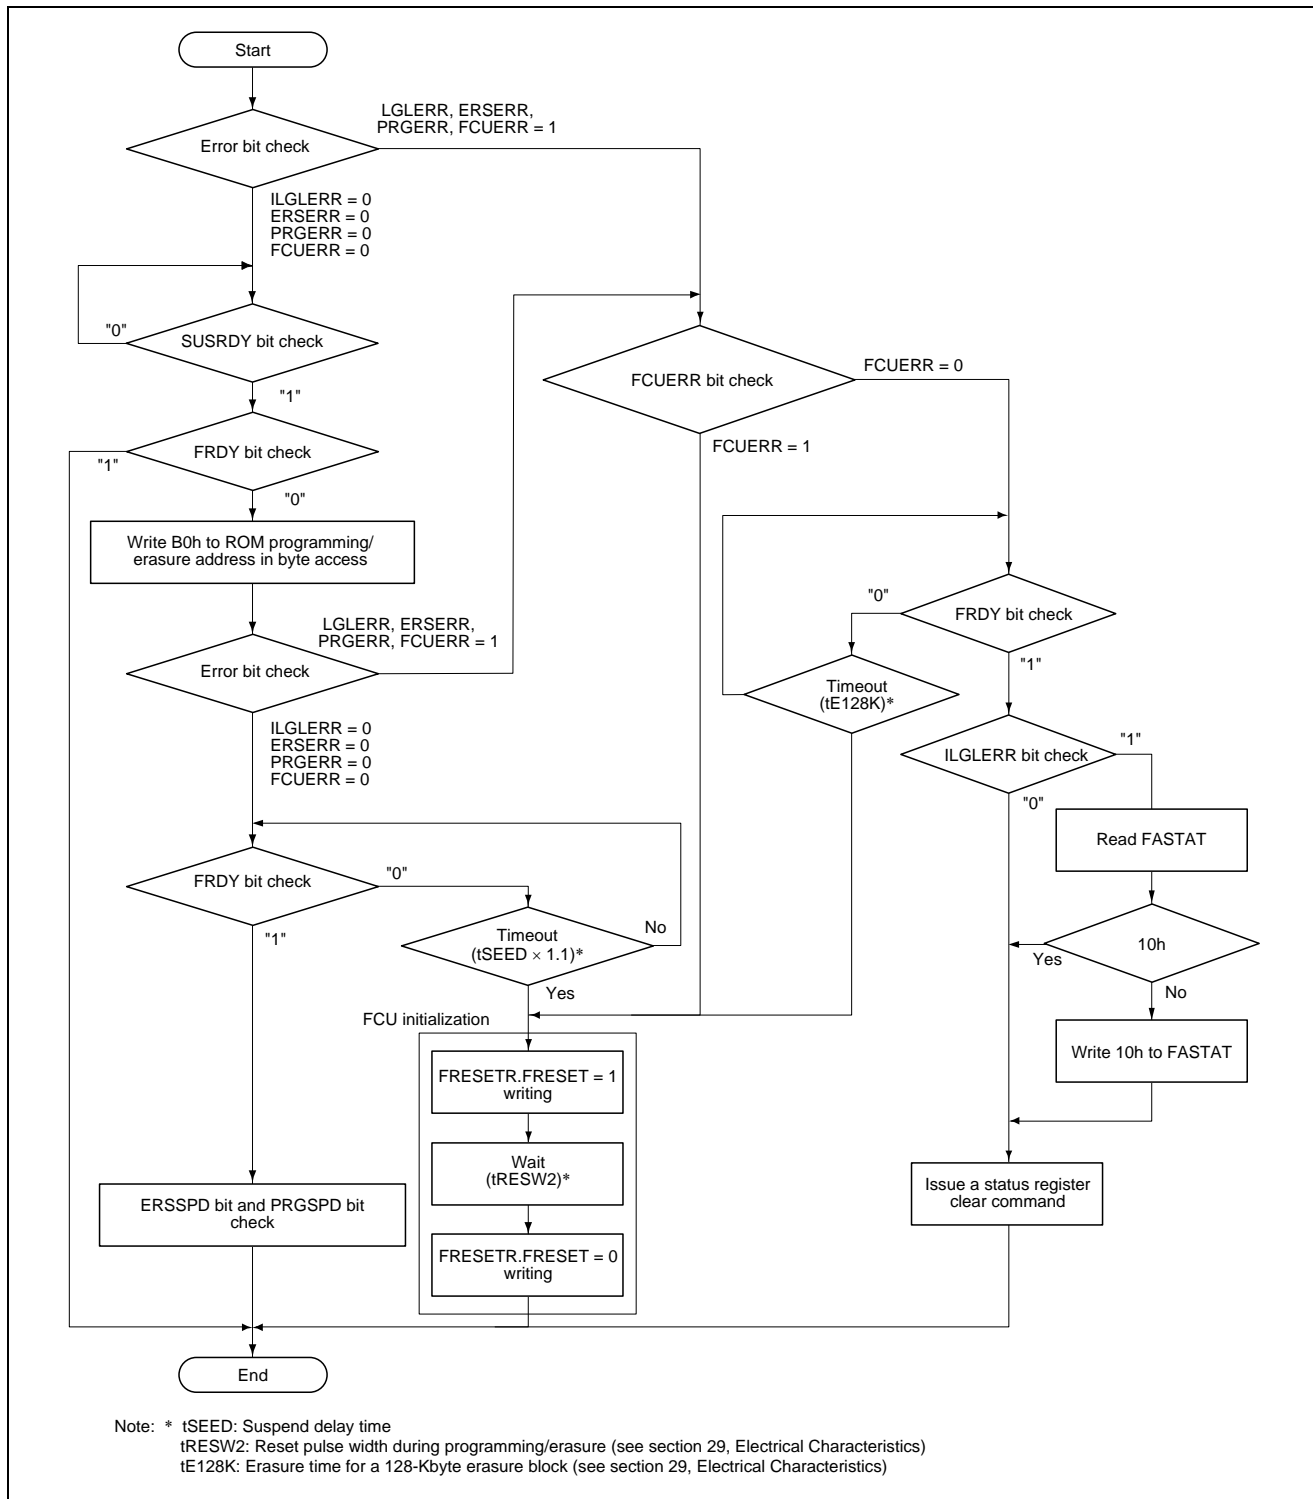 Start
LGLERR, ERSERR,
PRGERR, FCUERR = 1
Error bit check
ILGLERR = 0
ERSERR = 0
PRGERR = 0
FCUERR = 0
"0"
SUSRDY bit check
"1"
FCUERR bit check
FCUERR = 0
FCUERR = 1
"1"
FRDY bit check
"0"
Write B0h to ROM programming/
erasure address in byte access
LGLERR, ERSERR,
PRGERR, FCUERR = 1
Error bit check
ILGLERR = 0
ERSERR = 0
PRGERR = 0
FCUERR = 0
"0"
FRDY bit check
"1"
Timeout
(tE128K)*
ILGLERR bit check
"1"
"0"
Read FASTAT
10h
Yes
No
Write 10h to FASTAT
Issue a status register
clear command
FRDY bit check
"0"
"1"
Timeout
(tSEED × 1.1)*
No
Yes
FCU initialization
FRESETR.FRESET = 1
writing
Wait
(tRESW2)*
FRESETR.FRESET = 0
writing
ERSSPD bit and PRGSPD bit
check
End
Note: * tSEED: Suspend delay time
tRESW2: Reset pulse width during programming/erasure (see section 29, Electrical Characteristics)
tE128K: Erasure time for a 128-Kbyte erasure block (see section 29, Electrical Characteristics)